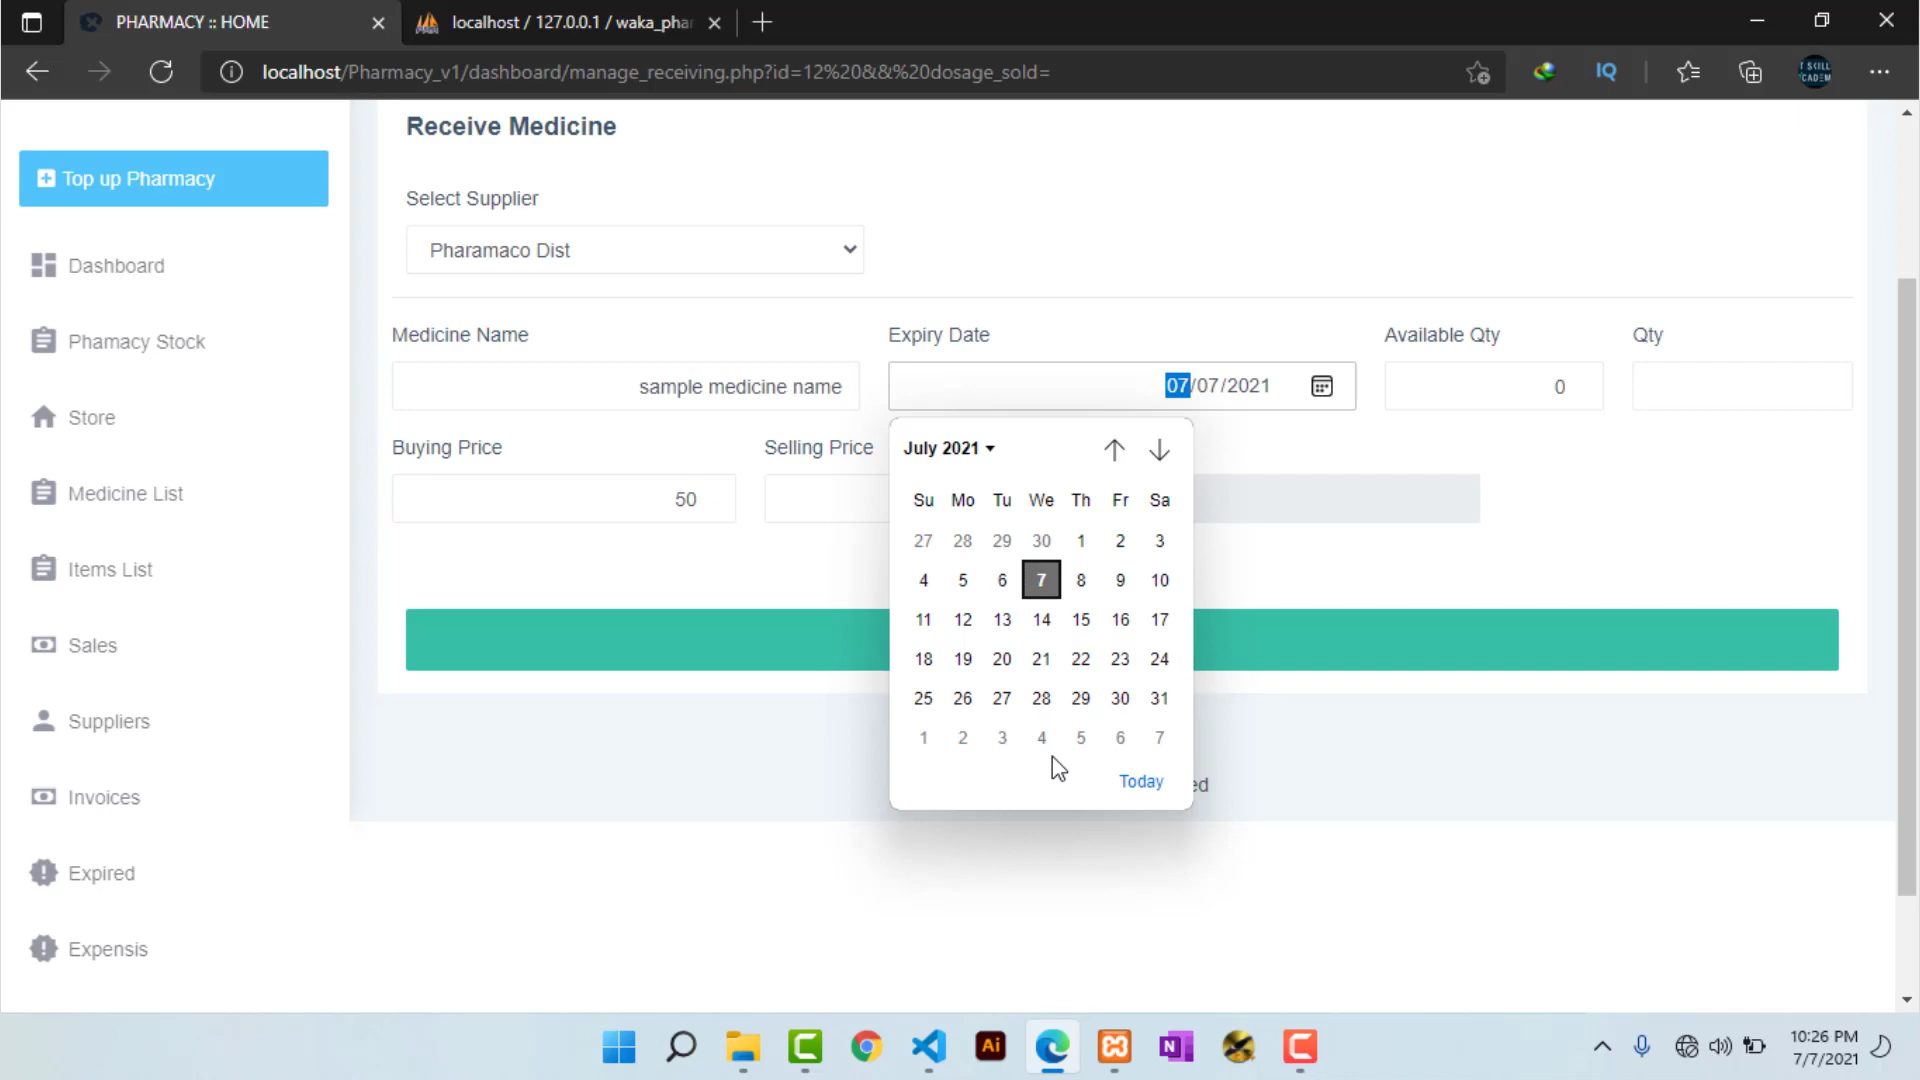 PHARMACY :: HOME
localhost / 127.0.0.1 / waka_phar
localhost/Pharmacy_v1/dashboard/manage_receiving.php?id=12%20&&%20dosage_sold=
IQ
Receive Medicine
Top up Pharmacy
Select Supplier
Pharamaco Dist
Dashboard
Phamacy Stock
Store
Medicine List
Items List
Sales
Suppliers
Invoices
Expired
Expensis
Medicine Name
Expiry Date
Available Qty
Qty
sample medicine name
07/07/2021
0
Buying Price
Selling Price
50
July 2021
Su Mo Tu We Th Fr Sa
27 28 29 30 1 2 3
4 5 6 7 8 9 10
11 12 13 14 15 16 17
18 19 20 21 22 23 24
25 26 27 28 29 30 31
1 2 3 4 5 6 7
Today
ed
Ai
N
10:26 PM
7/7/2021